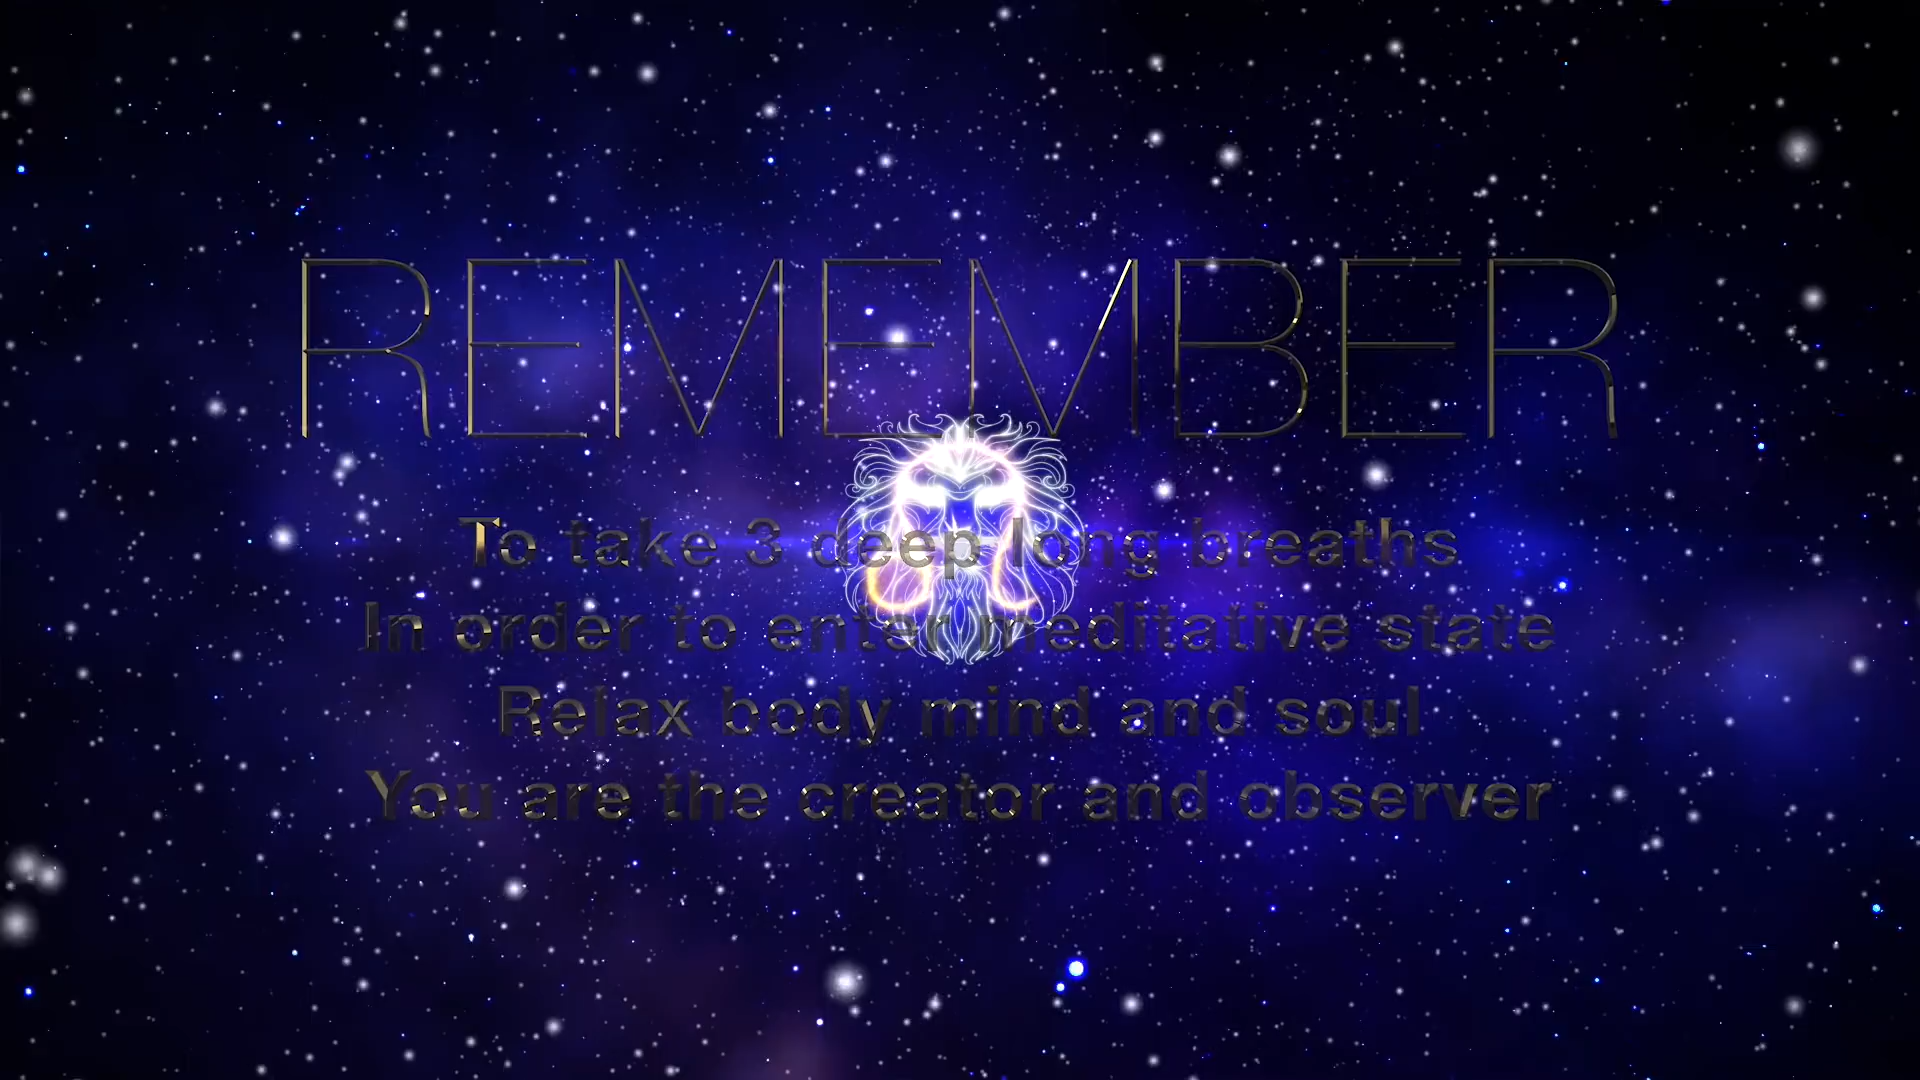 REMEMBER
To take 3 deep long breaths
In order to enter meditative state
Relax body mind and soul
You are the creator and observer